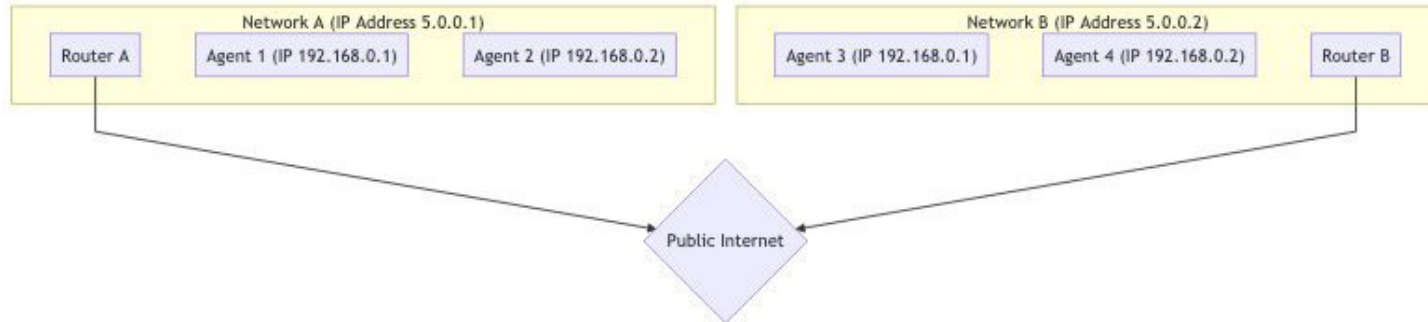 Network A (IP Address 5.0.0.1)
Router A
Agent 1 (IP 192.168.0.1)
Agent 2 (IP 192.168.0.2)
Network B (IP Address 5.0.0.2)
Agent 3 (IP 192.168.0.1)
Agent 4 (IP 192.168.0.2)
Router B
Public Internet